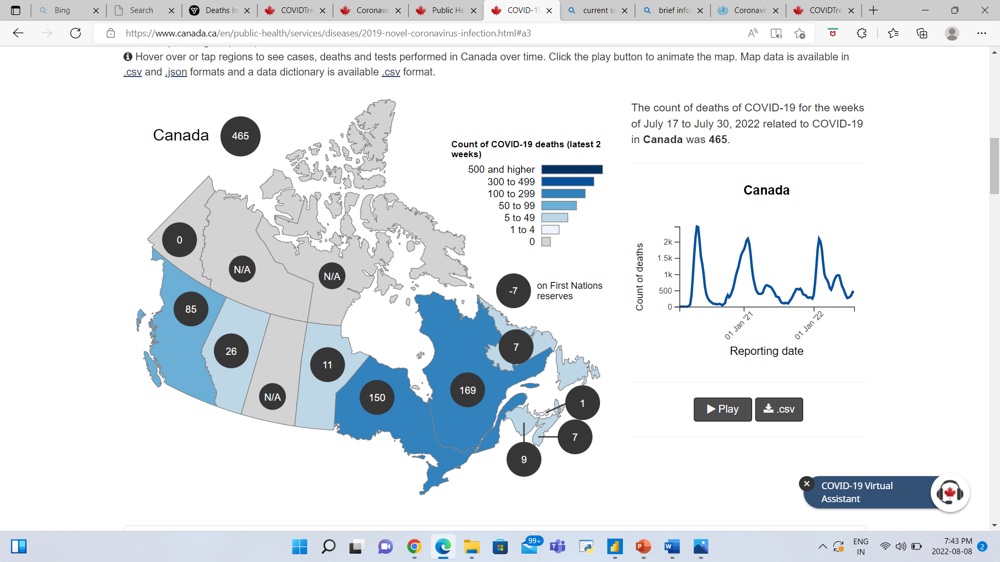 Bing
Search
Deaths In
COVIDTre
Coronavir
Public He
COVID-19
current sc
brief info
Coronavir
COVIDTre
https://www.canada.ca/en/public-health/services/diseases/2019-novel-coronavirus-infection.html#a3
Hover over or tap regions to see cases, deaths and tests performed in Canada over time. Click the play button to animate the map. Map data is available in
.csv and .json formats and a data dictionary is available .csv format.
Canada 465
Count of COVID-19 deaths (latest 2
weeks)
500 and higher
300 to 499
100 to 299
50 to 99
5 to 49
1 to 4
0
0
N/A
N/A
-7
on First Nations
reserves
85
26
N/A
11
150
169
7
1
7
9
The count of deaths of COVID-19 for the weeks
of July 17 to July 30, 2022 related to COVID-19
in Canada was 465.
Canada
Count of deaths
2k
1.5k
1k
500
0
01 Jan '21
01 Jan '22
Reporting date
Play
.csv
COVID-19 Virtual
Assistant
99+
ENG
IN
7:43 PM
2022-08-08
2